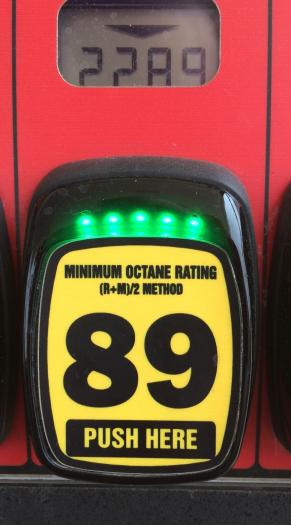 2289
MINIMUM OCTANE RATING
(R+M)/2 METHOD
89
PUSH HERE